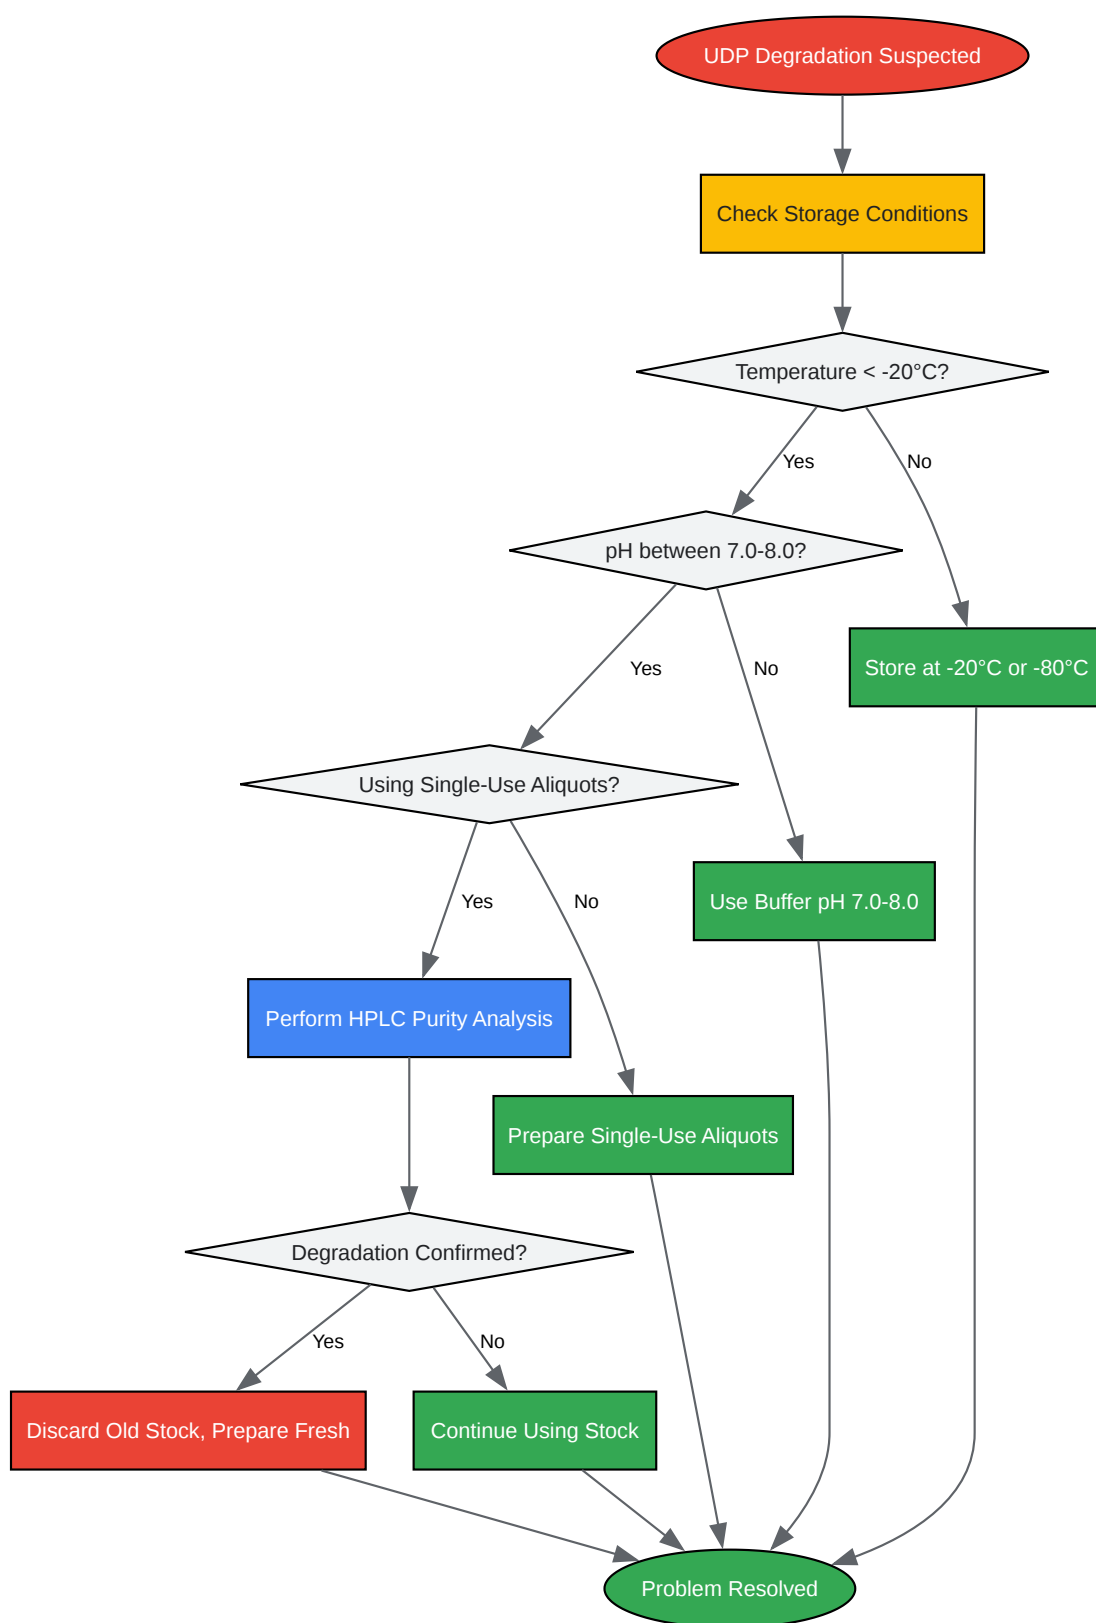 UDP Degradation Suspected
Check Storage Conditions
Temperature < -20°C?
Yes
No
pH between 7.0-8.0?
Yes
No
Store at -20°C or -80°C
Using Single-Use Aliquots?
Yes
No
Use Buffer pH 7.0-8.0
Perform HPLC Purity Analysis
Prepare Single-Use Aliquots
Degradation Confirmed?
Yes
No
Discard Old Stock, Prepare Fresh
Continue Using Stock
Problem Resolved